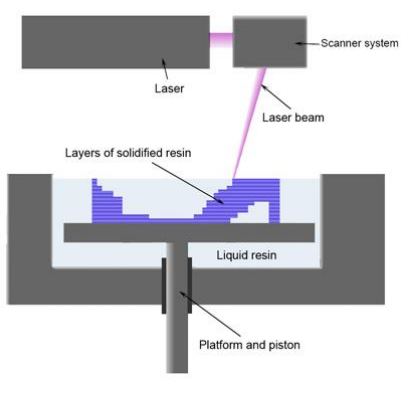 Scanner system
Laser
Laser beam
Layers of solidified resin
Liquid resin
Platform and piston